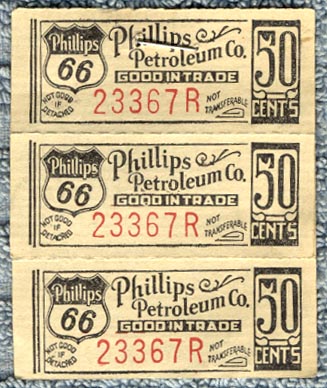 Phillips
66
NOT GOOD
IF
DETACHED
Phillips
Petroleum Co.
GOOD IN TRADE
23367R
NOT
TRANSFERABLE
50
CENTS
Phillips
66
NOT GOOD
IF
DETACHED
Phillips
Petroleum Co.
GOOD IN TRADE
23367R
NOT
TRANSFERABLE
50
CENTS
Phillips
66
NOT GOOD
IF
DETACHED
Phillips
Petroleum Co.
GOOD IN TRADE
23367R
NOT
TRANSFERABLE
50
CENTS